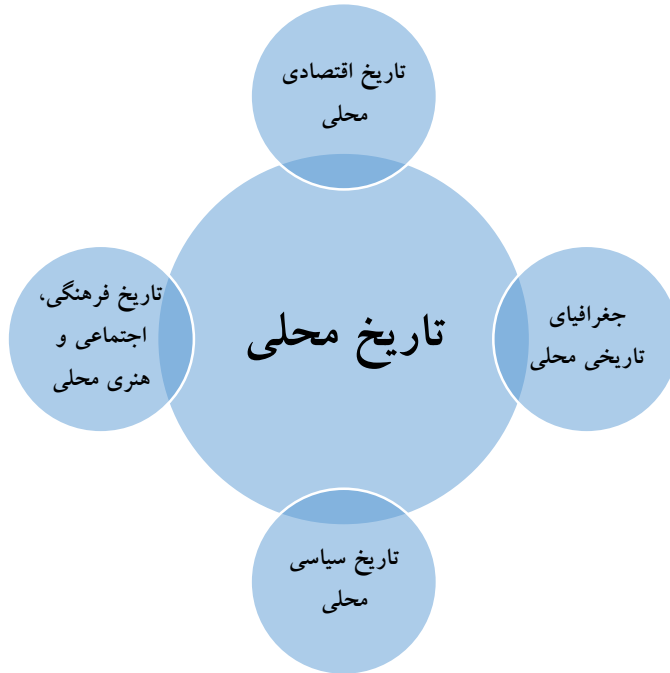 تاریخ اقتصادی
محلی
جغرافیای
تاریخی محلی
تاریخ محلی
تاریخ فرهنگی،
اجتماعی و
هنری محلی
تاریخ سیاسی
محلی